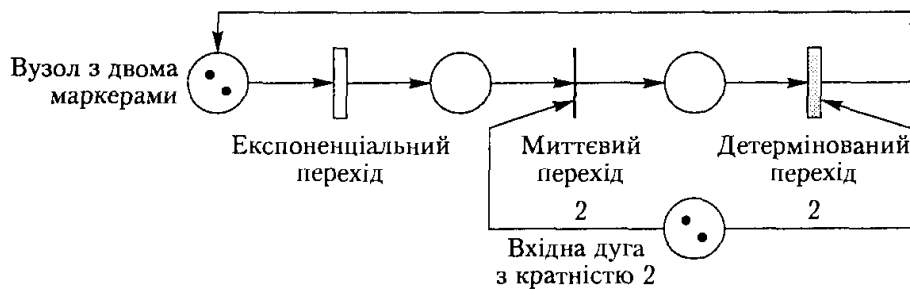 Вузол з двома
маркерами
Експоненціальний
перехід
Миттєвий
перехід
Детермінований
перехід
2
2
Вхідна дуга
з кратністю 2